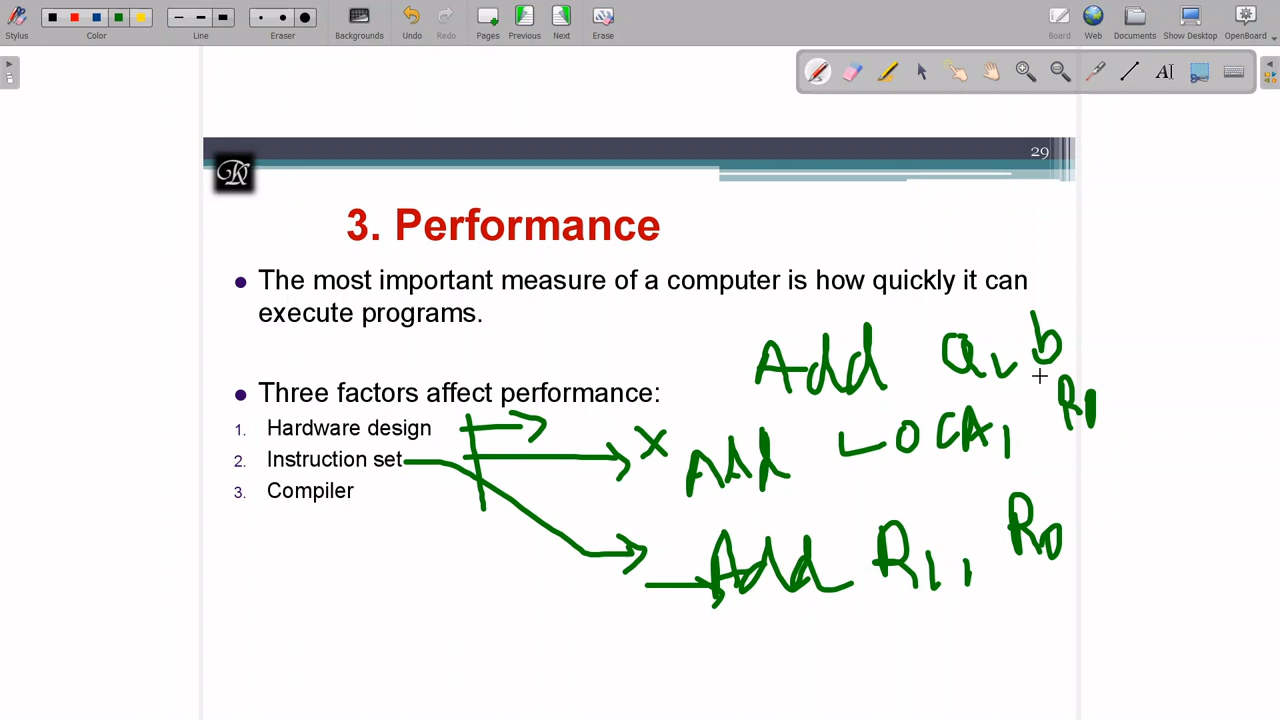 Stylus Color Line Eraser Backgrounds Undo Redo Pages Previous Next Erase Board Web Documents Show Desktop OpenBoard
29
3. Performance
The most important measure of a computer is how quickly it can
execute programs.
Add a, b
Three factors affect performance:
1. Hardware design
Add LOCA, R0
2. Instruction set
3. Compiler
Add R1, R0